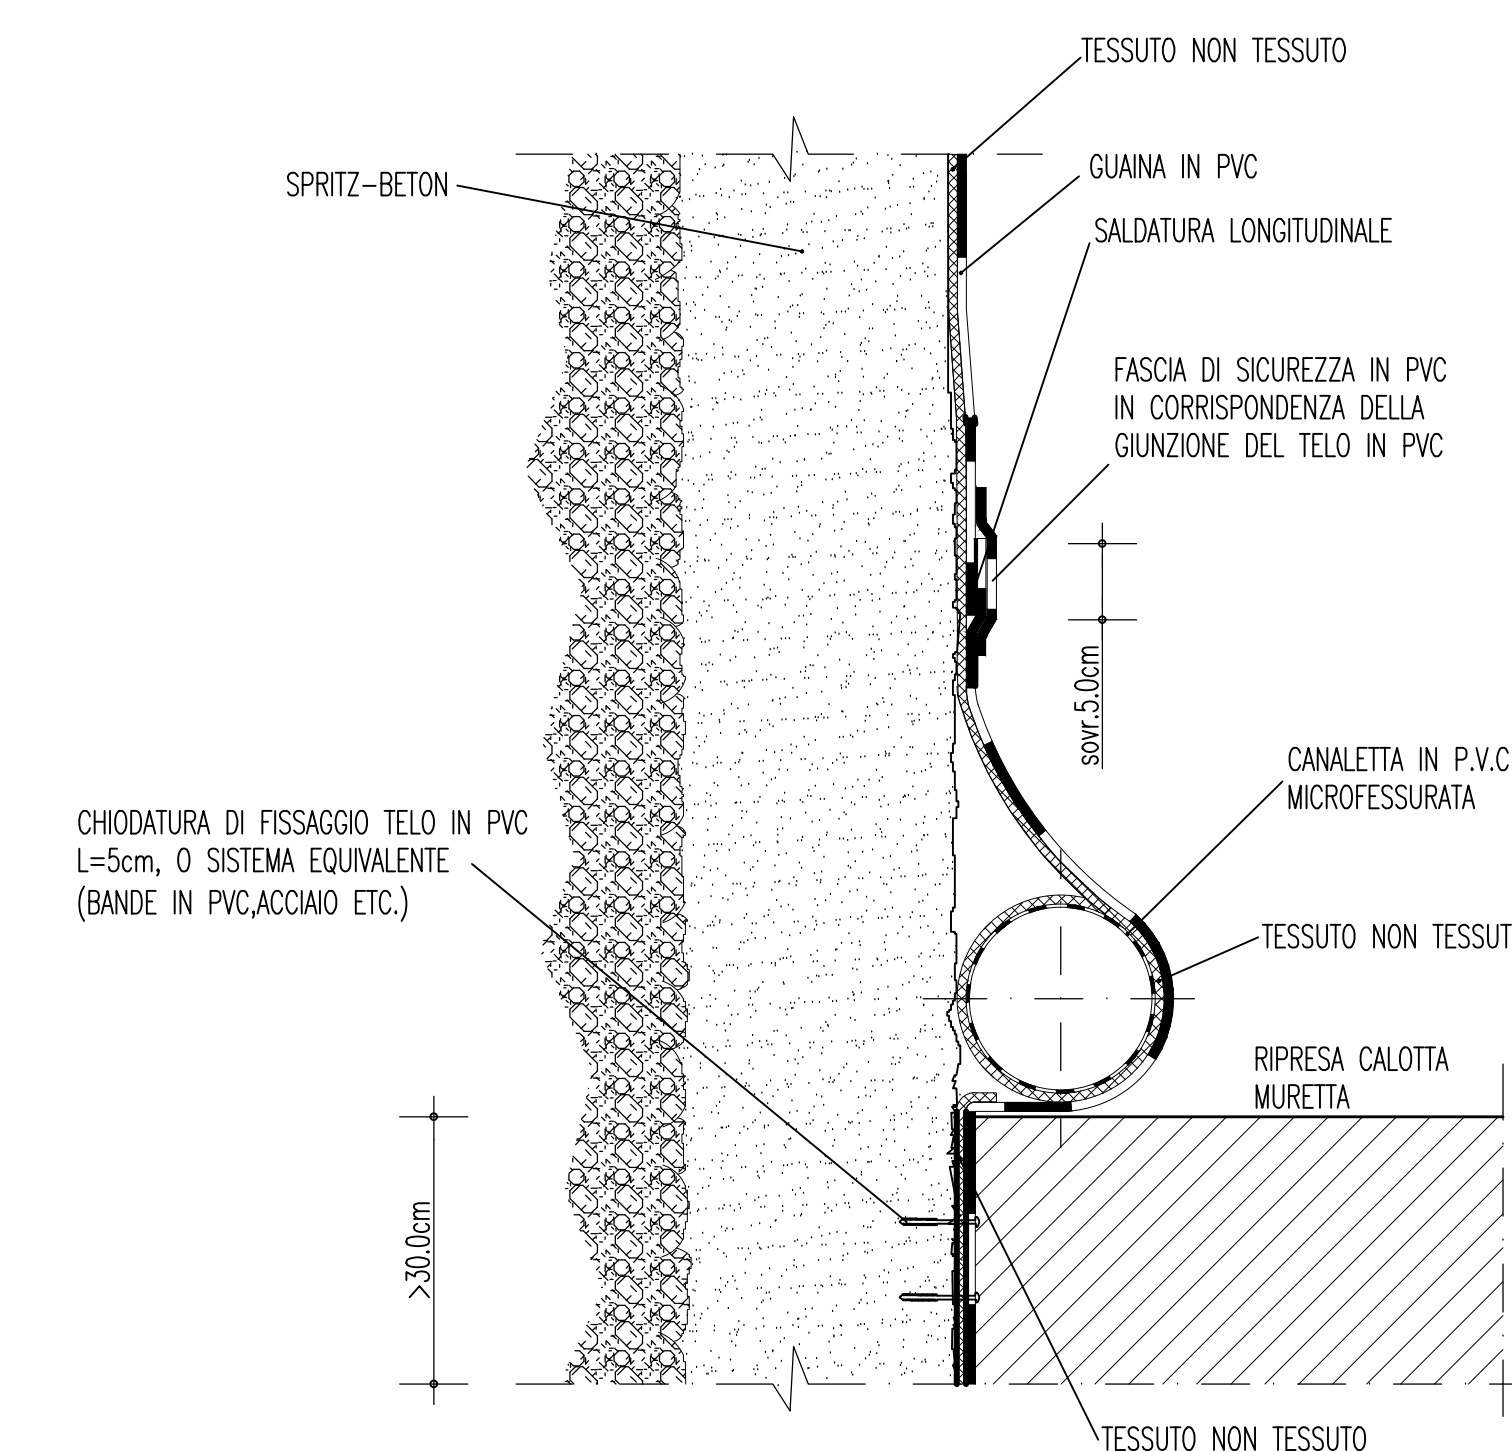 TESSUTO NON TESSUTO
GUAINA IN PVC
SPRITZ-BETON
SALDATURA LONGITUDINALE
FASCIA DI SICUREZZA IN PVC
IN CORRISPONDENZA DELLA
GIUNZIONE DEL TELO IN PVC
sovr.5.0cm
CANALETTA IN P.V.C
MICROFESSURATA
CHIODATURA DI FISSAGGIO TELO IN PVC
L=5cm, O SISTEMA EQUIVALENTE
(BANDE IN PVC,ACCIAIO ETC.)
TESSUTO NON TESSUT
RIPRESA CALOTTA
MURETTA
>30.0cm
TESSUTO NON TESSUTO